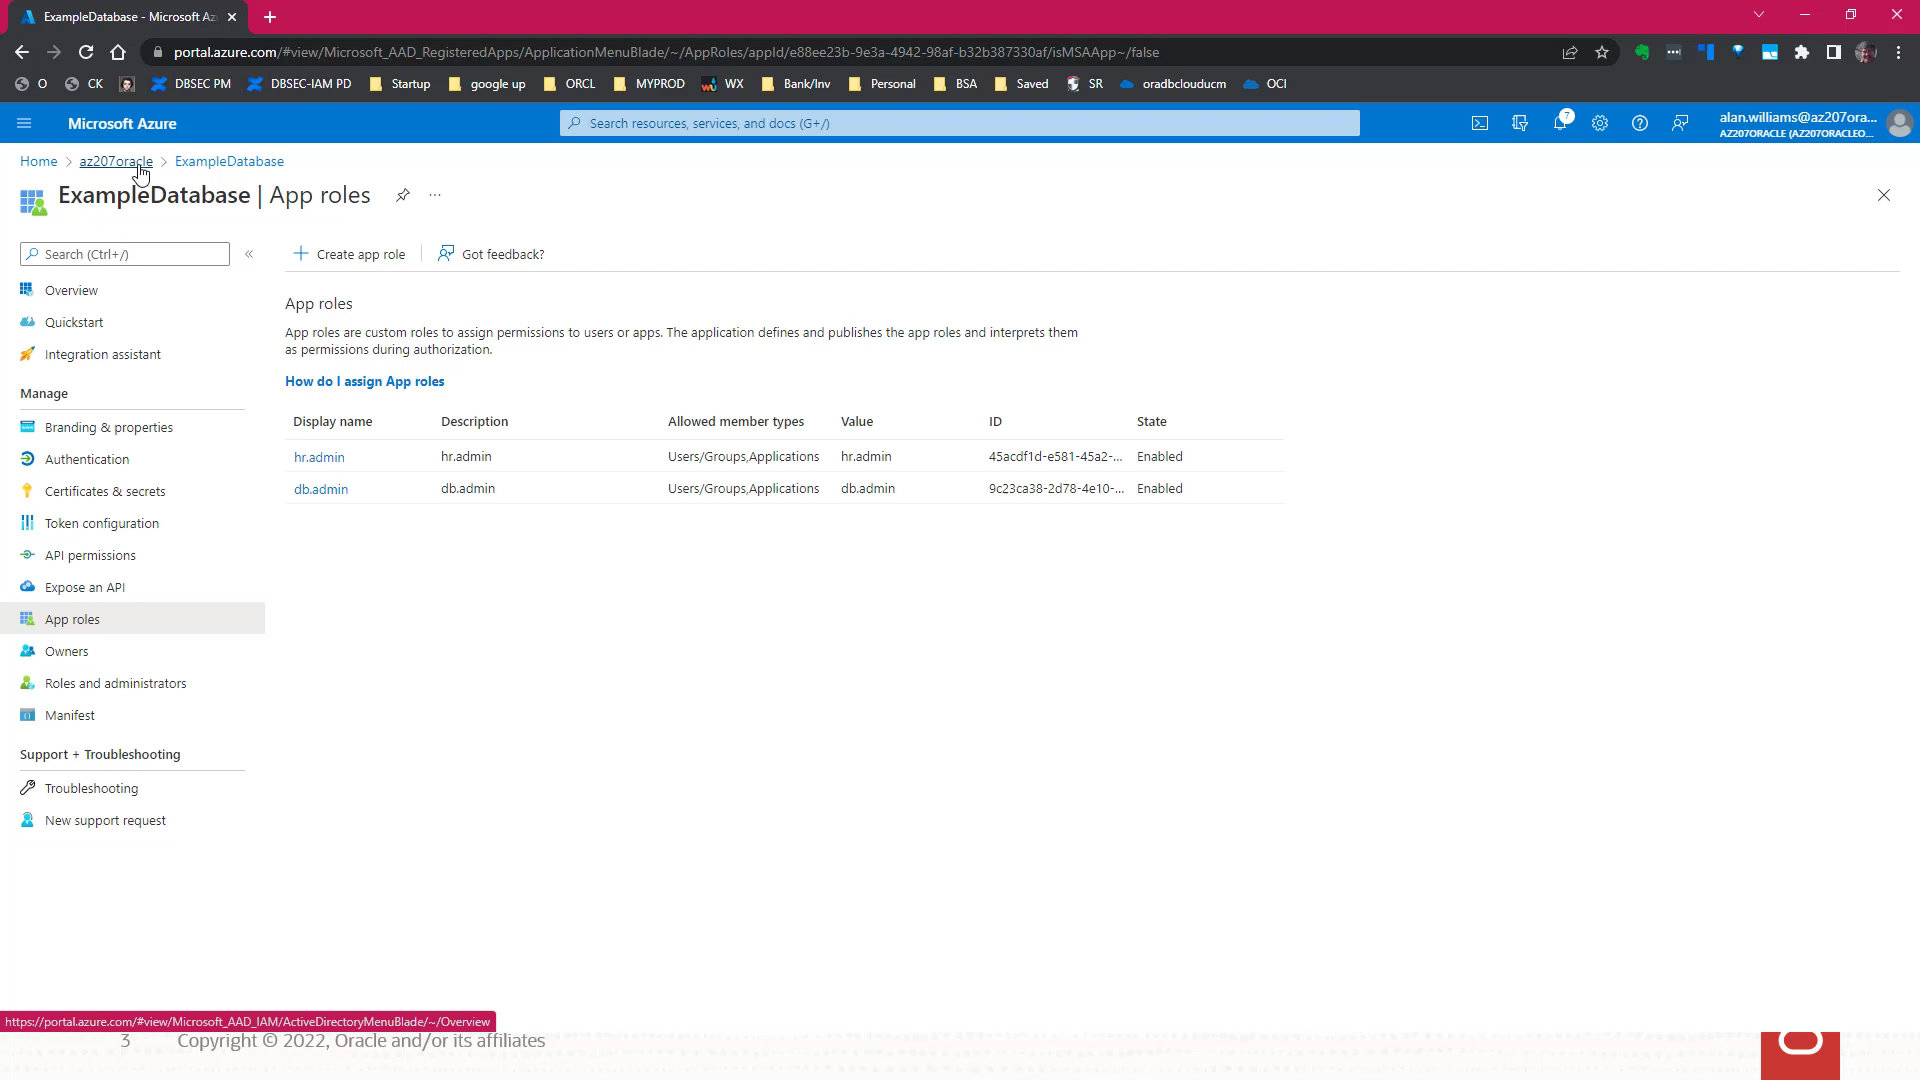 ExampleDatabase - Microsoft Az
portal.azure.com/#view/Microsoft_AAD_RegisteredApps/ApplicationMenuBlade/~/AppRoles/appId/e88ee23b-9e3a-4942-98af-b32b387330af/isMSAApp~/false
O CK DBSEC PM DBSEC-IAM PD Startup google up ORCL MYPROD WX Bank/Inv Personal BSA Saved SR oradbclouducm OCI
Microsoft Azure
Search resources, services, and docs (G+/)
7
alan.williams@az207ora...
AZ207ORACLE (AZ207ORACLEO...
Home > az207oracle > ExampleDatabase
ExampleDatabase | App roles
Search (Ctrl+/)
Overview
Quickstart
Integration assistant
Manage
Branding & properties
Authentication
Certificates & secrets
Token configuration
API permissions
Expose an API
App roles
Owners
Roles and administrators
Manifest
Support + Troubleshooting
Troubleshooting
New support request
Create app role Got feedback?
App roles
App roles are custom roles to assign permissions to users or apps. The application defines and publishes the app roles and interprets them
as permissions during authorization.
How do I assign App roles
Display name Description Allowed member types Value ID State
hr.admin hr.admin Users/Groups,Applications hr.admin 45acdf1d-e581-45a2-... Enabled
db.admin db.admin Users/Groups,Applications db.admin 9c23ca38-2d78-4e10-... Enabled
https://portal.azure.com/#view/Microsoft_AAD_IAM/ActiveDirectoryMenuBlade/~/Overview
3 Copyright © 2022, Oracle and/or its affiliates